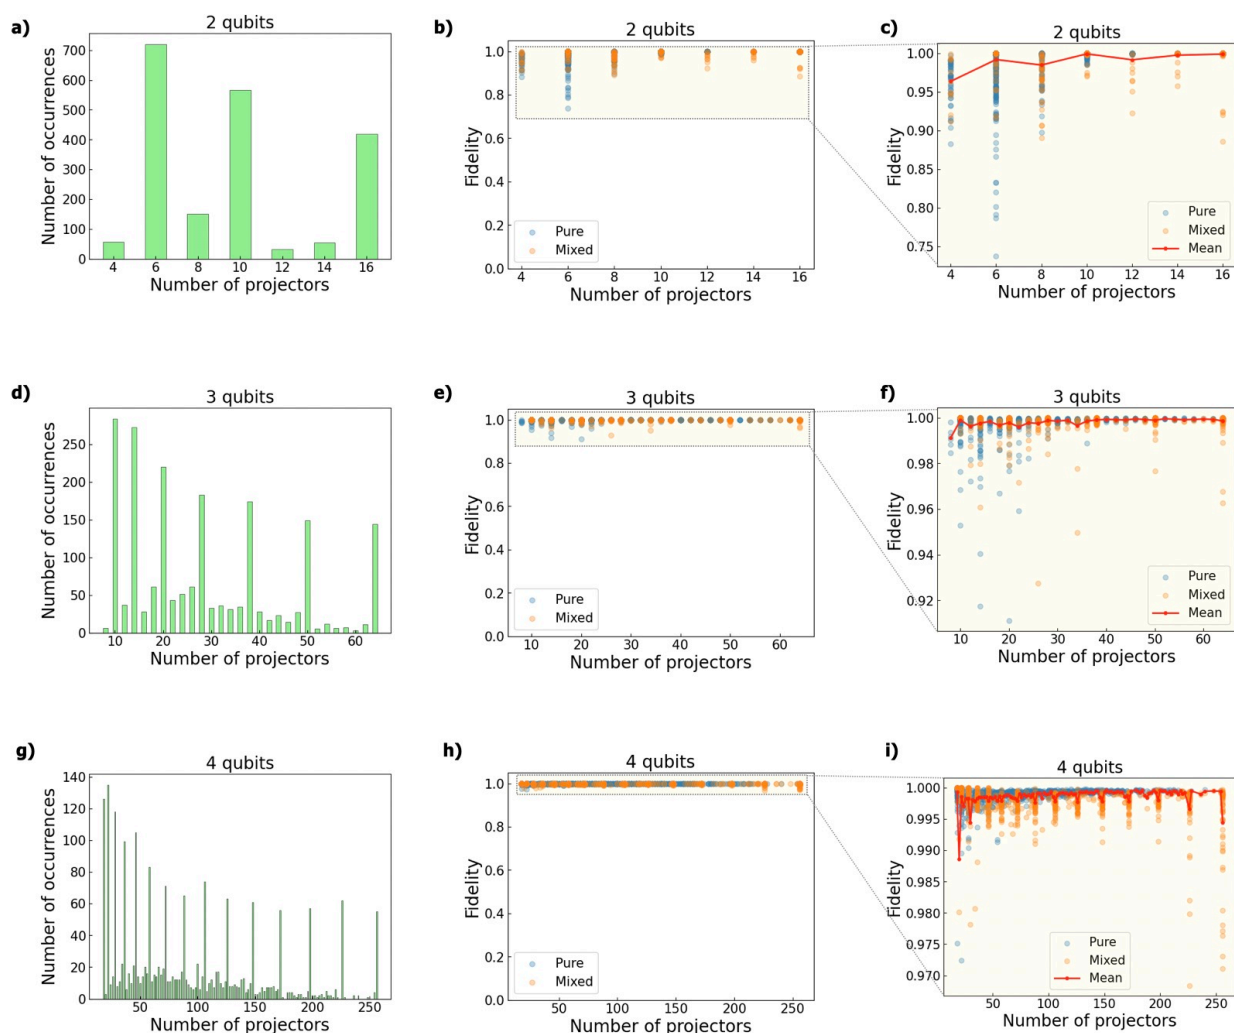 a)
2 qubits
Number of occurrences
700
600
500
400
300
200
100
0
4 6 8 10 12 14 16
Number of projectors
b)
2 qubits
Fidelity
1.0
0.8
0.6
0.4
0.2
0.0
Pure
Mixed
4 6 8 10 12 14 16
Number of projectors
c)
2 qubits
Fidelity
1.00
0.95
0.90
0.85
0.80
0.75
Pure
Mixed
Mean
4 6 8 10 12 14 16
Number of projectors
d)
3 qubits
Number of occurrences
250
200
150
100
50
0
10 20 30 40 50 60
Number of projectors
e)
3 qubits
Fidelity
1.0
0.8
0.6
0.4
0.2
0.0
Pure
Mixed
10 20 30 40 50 60
Number of projectors
f)
3 qubits
Fidelity
1.00
0.98
0.96
0.94
0.92
Pure
Mixed
Mean
10 20 30 40 50 60
Number of projectors
g)
4 qubits
Number of occurrences
140
120
100
80
60
40
20
0
50 100 150 200 250
Number of projectors
h)
4 qubits
Fidelity
1.0
0.8
0.6
0.4
0.2
0.0
Pure
Mixed
50 100 150 200 250
Number of projectors
i)
4 qubits
Fidelity
1.000
0.995
0.990
0.985
0.980
0.975
0.970
Pure
Mixed
Mean
50 100 150 200 250
Number of projectors